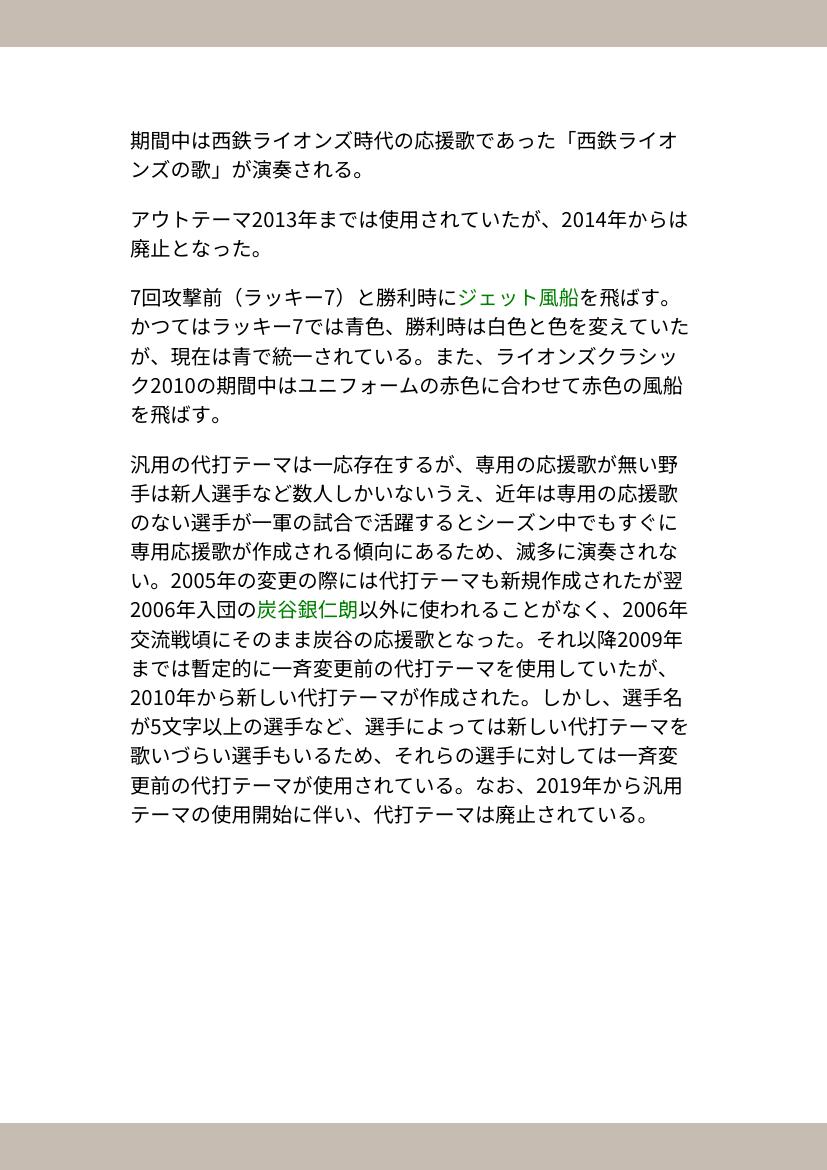 期間中は西鉄ライオンズ時代の応援歌であった「西鉄ライオ
ンズの歌」が演奏される。
アウトテーマ2013年までは使用されていたが、2014年からは
廃止となった。
7回攻撃前（ラッキー7）と勝利時にジェット風船を飛ばす。
かつてはラッキー7では青色、勝利時は白色と色を変えていた
が、現在は青で統一されている。また、ライオンズクラシッ
ク2010の期間中はユニフォームの赤色に合わせて赤色の風船
を飛ばす。
汎用の代打テーマは一応存在するが、専用の応援歌が無い野
手は新人選手など数人しかいないうえ、近年は専用の応援歌
のない選手が一軍の試合で活躍するとシーズン中でもすぐに
専用応援歌が作成される傾向にあるため、滅多に演奏されな
い。2005年の変更の際には代打テーマも新規作成されたが翌
2006年入団の炭谷銀仁朗以外に使われることがなく、2006年
交流戦頃にそのまま炭谷の応援歌となった。それ以降2009年
までは暫定的に一斉変更前の代打テーマを使用していたが、
2010年から新しい代打テーマが作成された。しかし、選手名
が5文字以上の選手など、選手によっては新しい代打テーマを
歌いづらい選手もいるため、それらの選手に対しては一斉変
更前の代打テーマが使用されている。なお、2019年から汎用
テーマの使用開始に伴い、代打テーマは廃止されている。